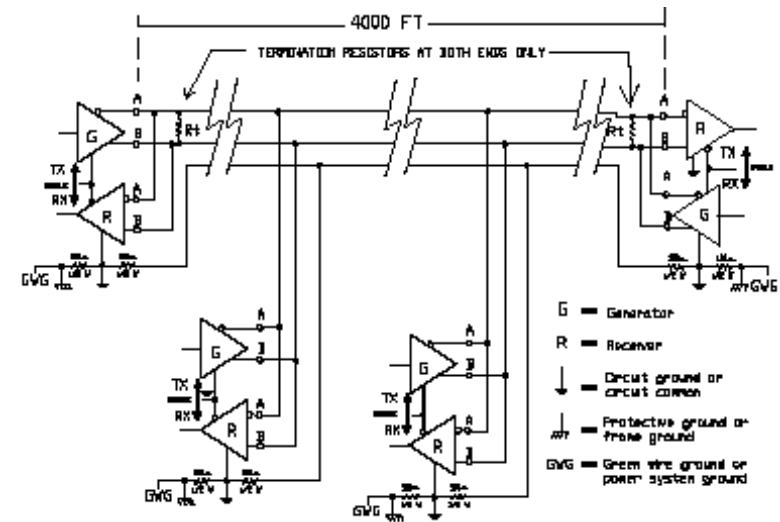 4000 FT
TERMINATION RESISTORS AT BOTH ENDS ONLY
A
G
B
Rt
TX
RX
A
R
B
GWG
Rt
A
R
B
TX
RX
A
G
GWG
A
G
B
TX
RX
A
R
B
GWG
A
G
B
TX
RX
A
R
GWG
G = Generator
R = Receiver
Circuit ground or
circuit common
Protective ground or
frame ground
GWG = Green wire ground or
power system ground